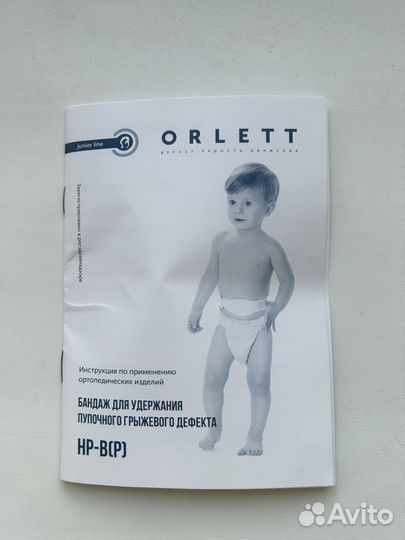 junior line
ORLETT
ВЕРНЕТ РАДОСТЬ ДВИЖЕНИЯ
Зарегистрировано в росздравнадзоре
Инструкция по применению
ортопедических изделий
БАНДАЖ ДЛЯ УДЕРЖАНИЯ
ПУПОЧНОГО ГРЫЖЕВОГО ДЕФЕКТА
HP-B(P)
Avito